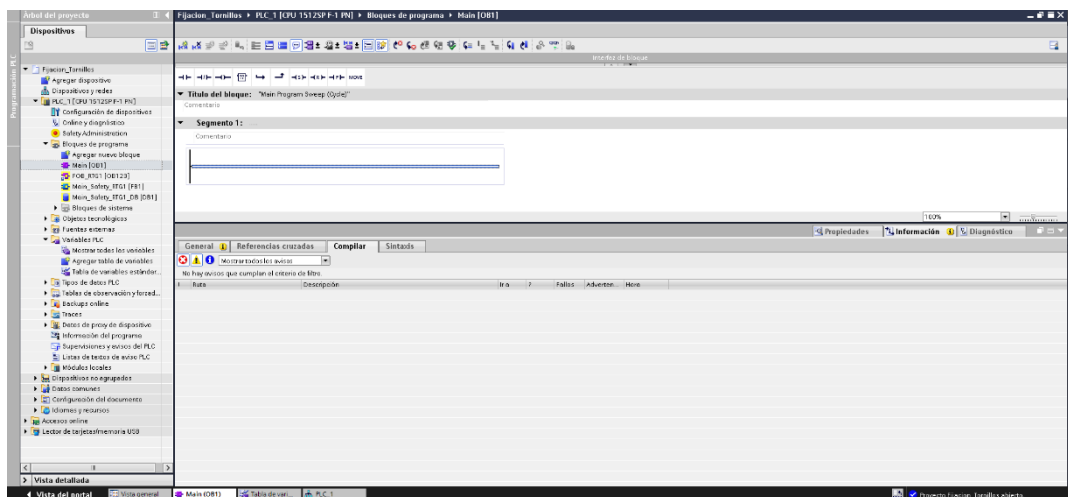 Árbol del proyecto
Fijacion_Tornillos ▸ PLC_1 [CPU 1512SP F-1 PN] ▸ Bloques de programa ▸ Main [OB1]
Dispositivos
Programación PLC
Interfaz de bloque
Fijacion_Tornillos
Agregar dispositivo
Dispositivos y redes
PLC_1 [CPU 1512SP F-1 PN]
Configuración de dispositivos
Online y diagnóstico
Safety Administration
Bloques de programa
Agregar nuevo bloque
Main [OB1]
FOB_RTG1 [OB123]
Main_Safety_RTG1 [FB1]
Main_Safety_RTG1_DB [DB1]
Bloques de sistema
Objetos tecnológicos
Fuentes externas
Variables PLC
Mostrar todas las variables
Agregar tabla de variables
Tabla de variables estándar...
Tipos de datos PLC
Tablas de observación y forzad...
Backups online
Traces
Datos de proxy de dispositivo
Información del programa
Supervisiones y avisos del PLC
Listas de textos de aviso PLC
Módulos locales
Dispositivos no agrupados
Datos comunes
Configuración del documento
Idiomas y recursos
Accesos online
Lector de tarjetas/memoria USB
Vista detallada
MOVE
Título del bloque: "Main Program Sweep (Cycle)"
Comentario
Segmento 1: ....
Comentario
100%
Propiedades Información Diagnóstico
General Referencias cruzadas Compilar Sintaxis
Mostrar todos los avisos
No hay avisos que cumplan el criterio de filtro.
! Ruta Descripción Ir a ? Fallos Adverten... Hora
Vista del portal Vista general Main (OB1) Tabla de vari... PLC_1 Proyecto Fijacion_Tornillos abierto.